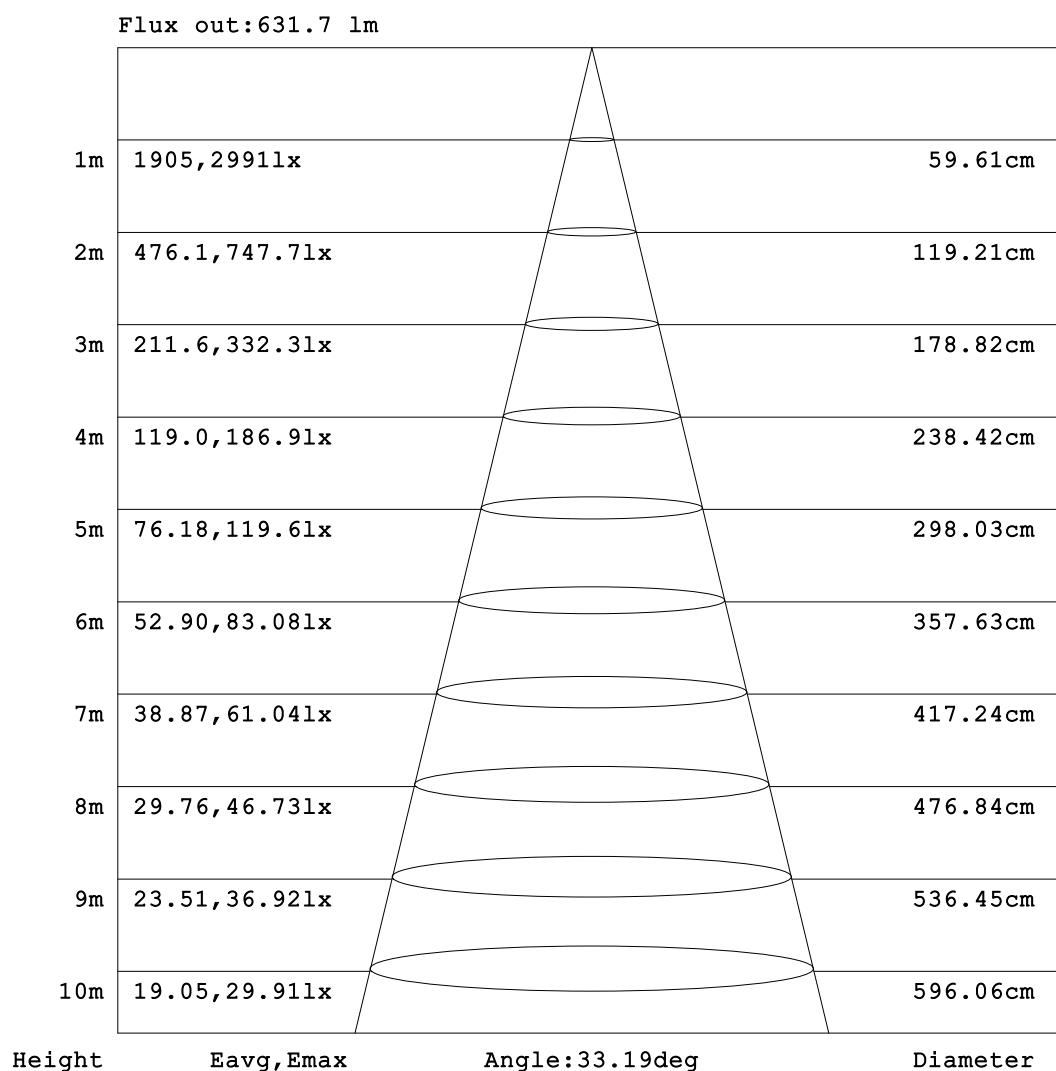 Flux out:631.7 lm
1m 1905,2991lx 59.61cm
2m 476.1,747.7lx 119.21cm
3m 211.6,332.3lx 178.82cm
4m 119.0,186.9lx 238.42cm
5m 76.18,119.6lx 298.03cm
6m 52.90,83.08lx 357.63cm
7m 38.87,61.04lx 417.24cm
8m 29.76,46.73lx 476.84cm
9m 23.51,36.92lx 536.45cm
10m 19.05,29.91lx 596.06cm
Height Eavg,Emax Angle:33.19deg Diameter